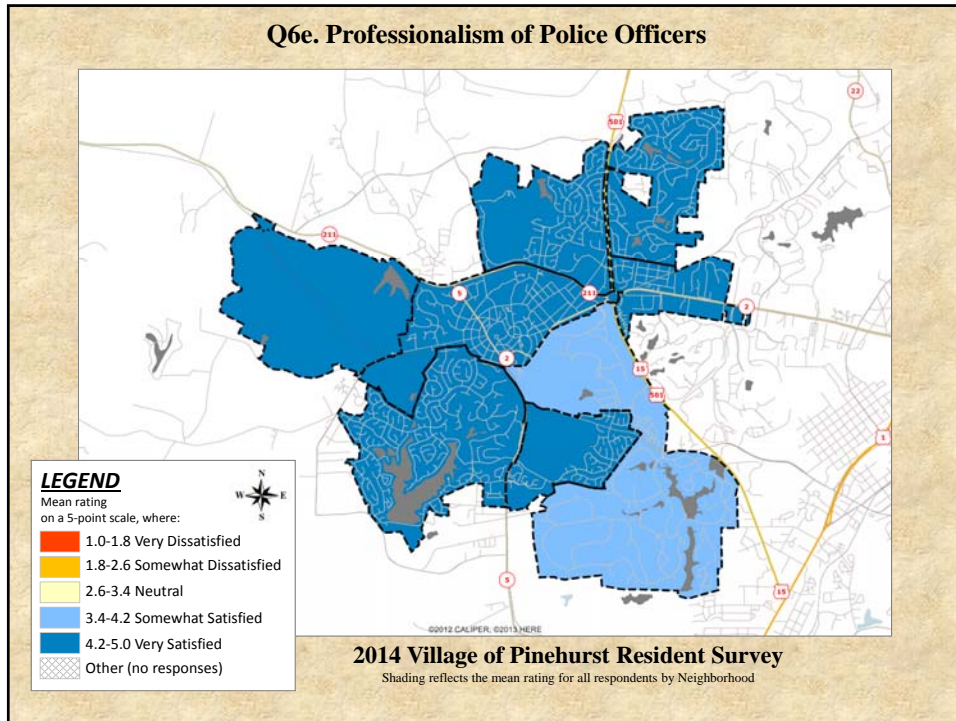 Q6e. Professionalism of Police Officers
22
501
211
5
211
2
2
15
501
1
5
15
LEGEND
Mean rating
on a 5-point scale, where:
N
W E
S
1.0-1.8 Very Dissatisfied
1.8-2.6 Somewhat Dissatisfied
2.6-3.4 Neutral
3.4-4.2 Somewhat Satisfied
4.2-5.0 Very Satisfied
Other (no responses)
©2012 CALIPER, ©2013 HERE
2014 Village of Pinehurst Resident Survey
Shading reflects the mean rating for all respondents by Neighborhood